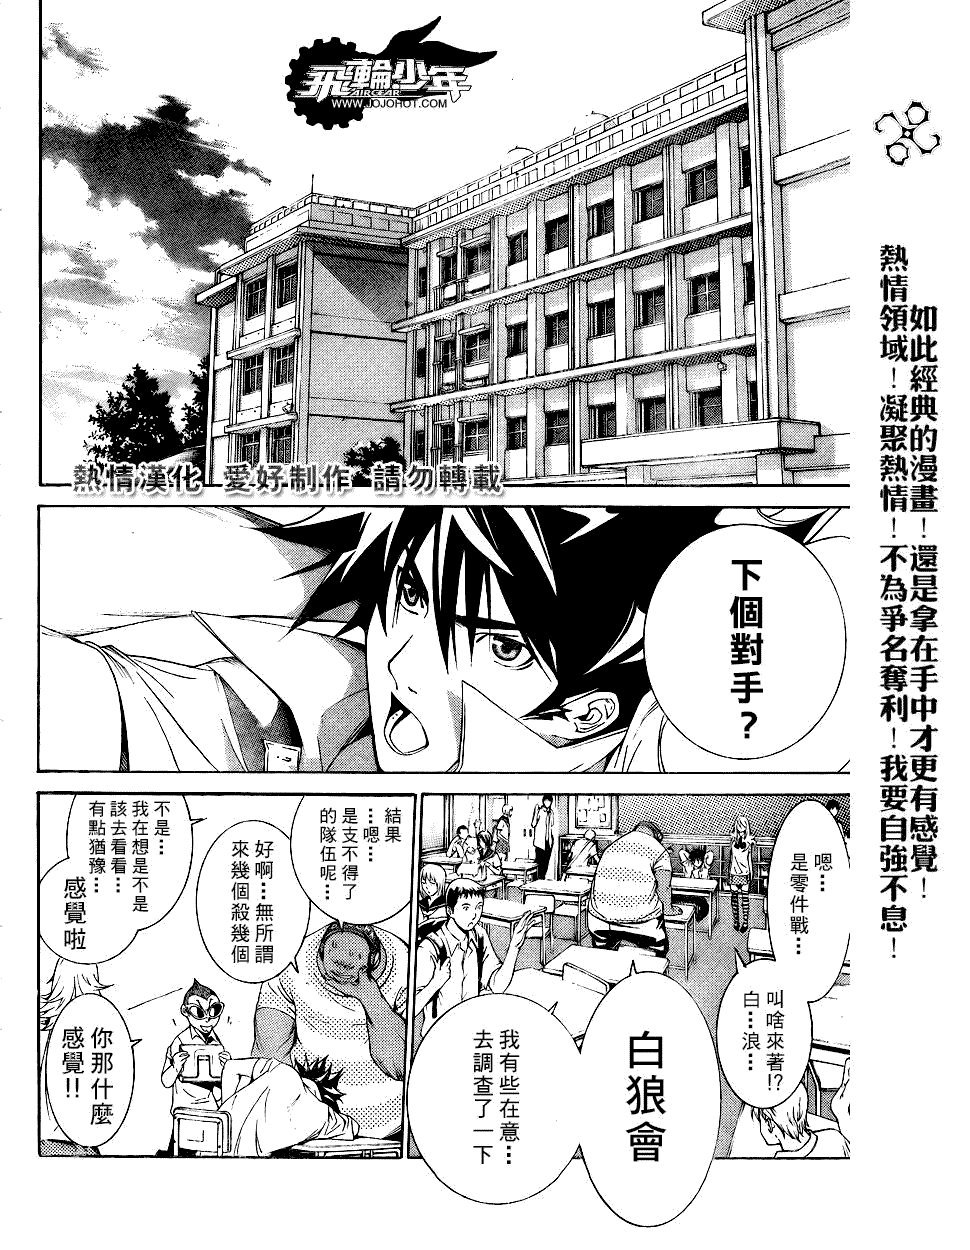 飛輪少年
AIRGEAR
WWW.JOJOHOT.COM
如此經典的漫畫！還是拿在手中才更有感覺！
熱情領域！凝聚熱情！不為爭名奪利！我要自強不息！
熱情漢化 愛好制作 請勿轉載
下個對手？
嗯…
是零件戰…
叫啥來著!?
白…浪…
白狼會
我有些在意…
去調查了一下
結果
…嗯…
是支不得了
的隊伍呢…
好啊…無所謂
來幾個殺幾個
不是…
我在想是不是
該去看看…
有點猶豫…
感覺啦
你那什麼
感覺!!